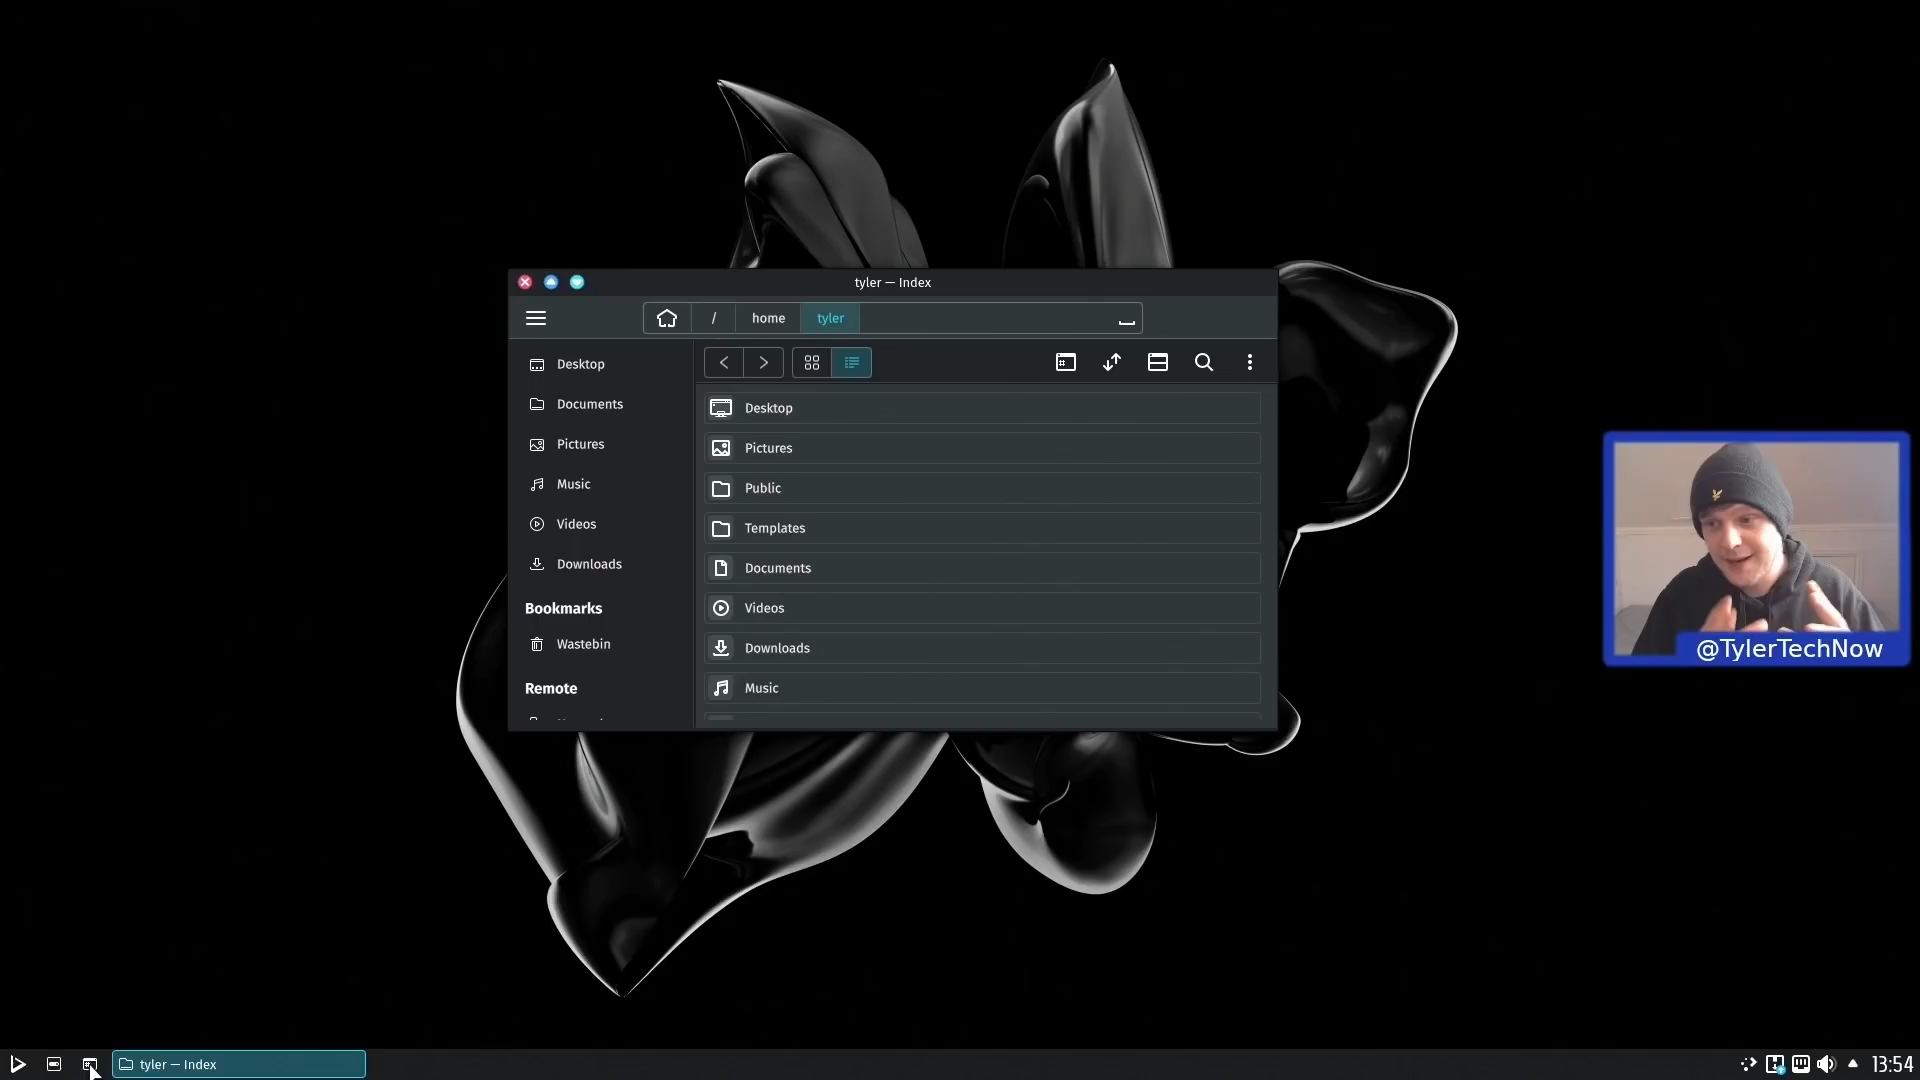 tyler — Index
/
home
tyler
Desktop
Documents
Pictures
Music
Videos
Downloads
Bookmarks
Wastebin
Remote
Desktop
Pictures
Public
Templates
Documents
Videos
Downloads
Music
@TylerTechNow
tyler — Index
13:54